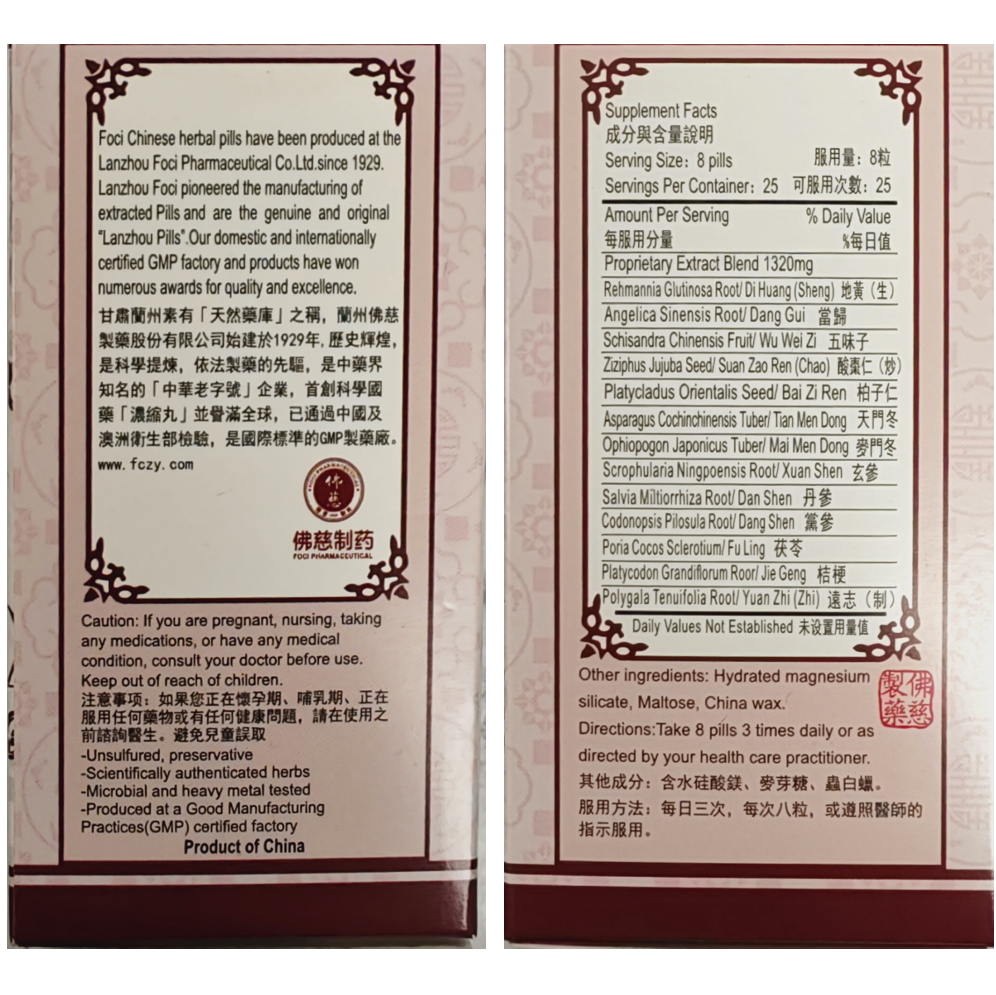 Foci Chinese herbal pills have been produced at the
Lanzhou Foci Pharmaceutical Co.Ltd.since 1929.
Lanzhou Foci pioneered the manufacturing of
extracted Pills and are the genuine and original
"Lanzhou Pills".Our domestic and internationally
certified GMP factory and products have won
numerous awards for quality and excellence.
甘肅蘭州素有「天然藥庫」之稱，蘭州佛慈
製藥股份有限公司始建於1929年, 歷史輝煌，
是科學提煉，依法製藥的先驅，是中藥界
知名的「中華老字號」企業，首創科學國
藥「濃縮丸」並譽滿全球，已通過中國及
澳洲衛生部檢驗，是國際標準的GMP製藥廠。
www.fczy.com
佛慈
佛慈制药
FOCI PHARMACEUTICAL
Caution: If you are pregnant, nursing, taking
any medications, or have any medical
condition, consult your doctor before use.
Keep out of reach of children.
注意事项：如果您正在懷孕期、哺乳期、正在
服用任何藥物或有任何健康問題，請在使用之
前諮詢醫生。避免兒童誤取
-Unsulfured, preservative
-Scientifically authenticated herbs
-Microbial and heavy metal tested
-Produced at a Good Manufacturing
Practices(GMP) certified factory
Product of China
Supplement Facts
成分與含量說明
Serving Size: 8 pills 服用量：8粒
Servings Per Container: 25 可服用次數：25
Amount Per Serving % Daily Value
每服用分量 %每日值
Proprietary Extract Blend 1320mg
Rehmannia Glutinosa Root/ Di Huang (Sheng) 地黃（生）
Angelica Sinensis Root/ Dang Gui 當歸
Schisandra Chinensis Fruit/ Wu Wei Zi 五味子
Ziziphus Jujuba Seed/ Suan Zao Ren (Chao) 酸棗仁（炒）
Platycladus Orientalis Seed/ Bai Zi Ren 柏子仁
Asparagus Cochinchinensis Tuber/ Tian Men Dong 天門冬
Ophiopogon Japonicus Tuber/ Mai Men Dong 麥門冬
Scrophularia Ningpoensis Root/ Xuan Shen 玄參
Salvia Miltiorrhiza Root/ Dan Shen 丹參
Codonopsis Pilosula Root/ Dang Shen 黨參
Poria Cocos Sclerotium/ Fu Ling 茯苓
Platycodon Grandiflorum Roor/ Jie Geng 桔梗
Polygala Tenuifolia Root/ Yuan Zhi (Zhi) 遠志（制）
Daily Values Not Established 未设置用量值
Other ingredients: Hydrated magnesium
silicate, Maltose, China wax.
佛慈製藥
Directions:Take 8 pills 3 times daily or as
directed by your health care practitioner.
其他成分：含水硅酸鎂、麥芽糖、蟲白蠟。
服用方法：每日三次，每次八粒，或遵照醫師的
指示服用。